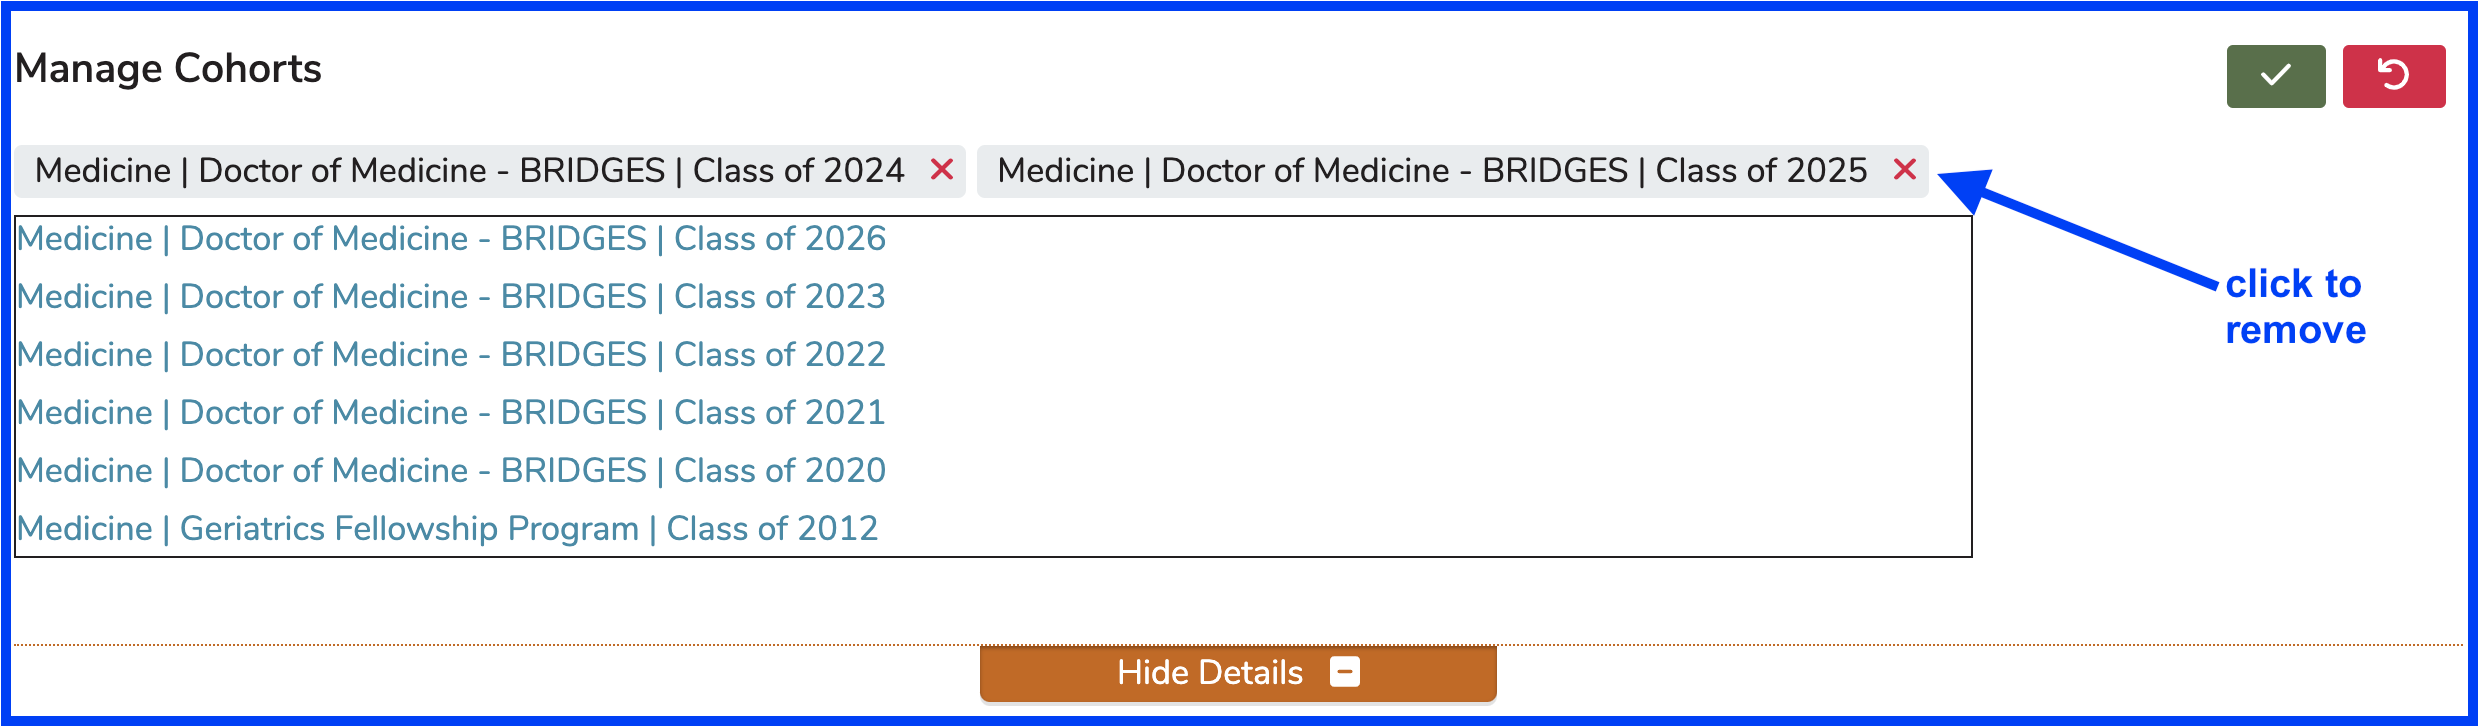 Manage Cohorts
Medicine | Doctor of Medicine - BRIDGES | Class of 2024
Medicine | Doctor of Medicine - BRIDGES | Class of 2025
Medicine | Doctor of Medicine - BRIDGES | Class of 2026
Medicine | Doctor of Medicine - BRIDGES | Class of 2023
Medicine | Doctor of Medicine - BRIDGES | Class of 2022
Medicine | Doctor of Medicine - BRIDGES | Class of 2021
Medicine | Doctor of Medicine - BRIDGES | Class of 2020
Medicine | Geriatrics Fellowship Program | Class of 2012
click to
remove
Hide Details